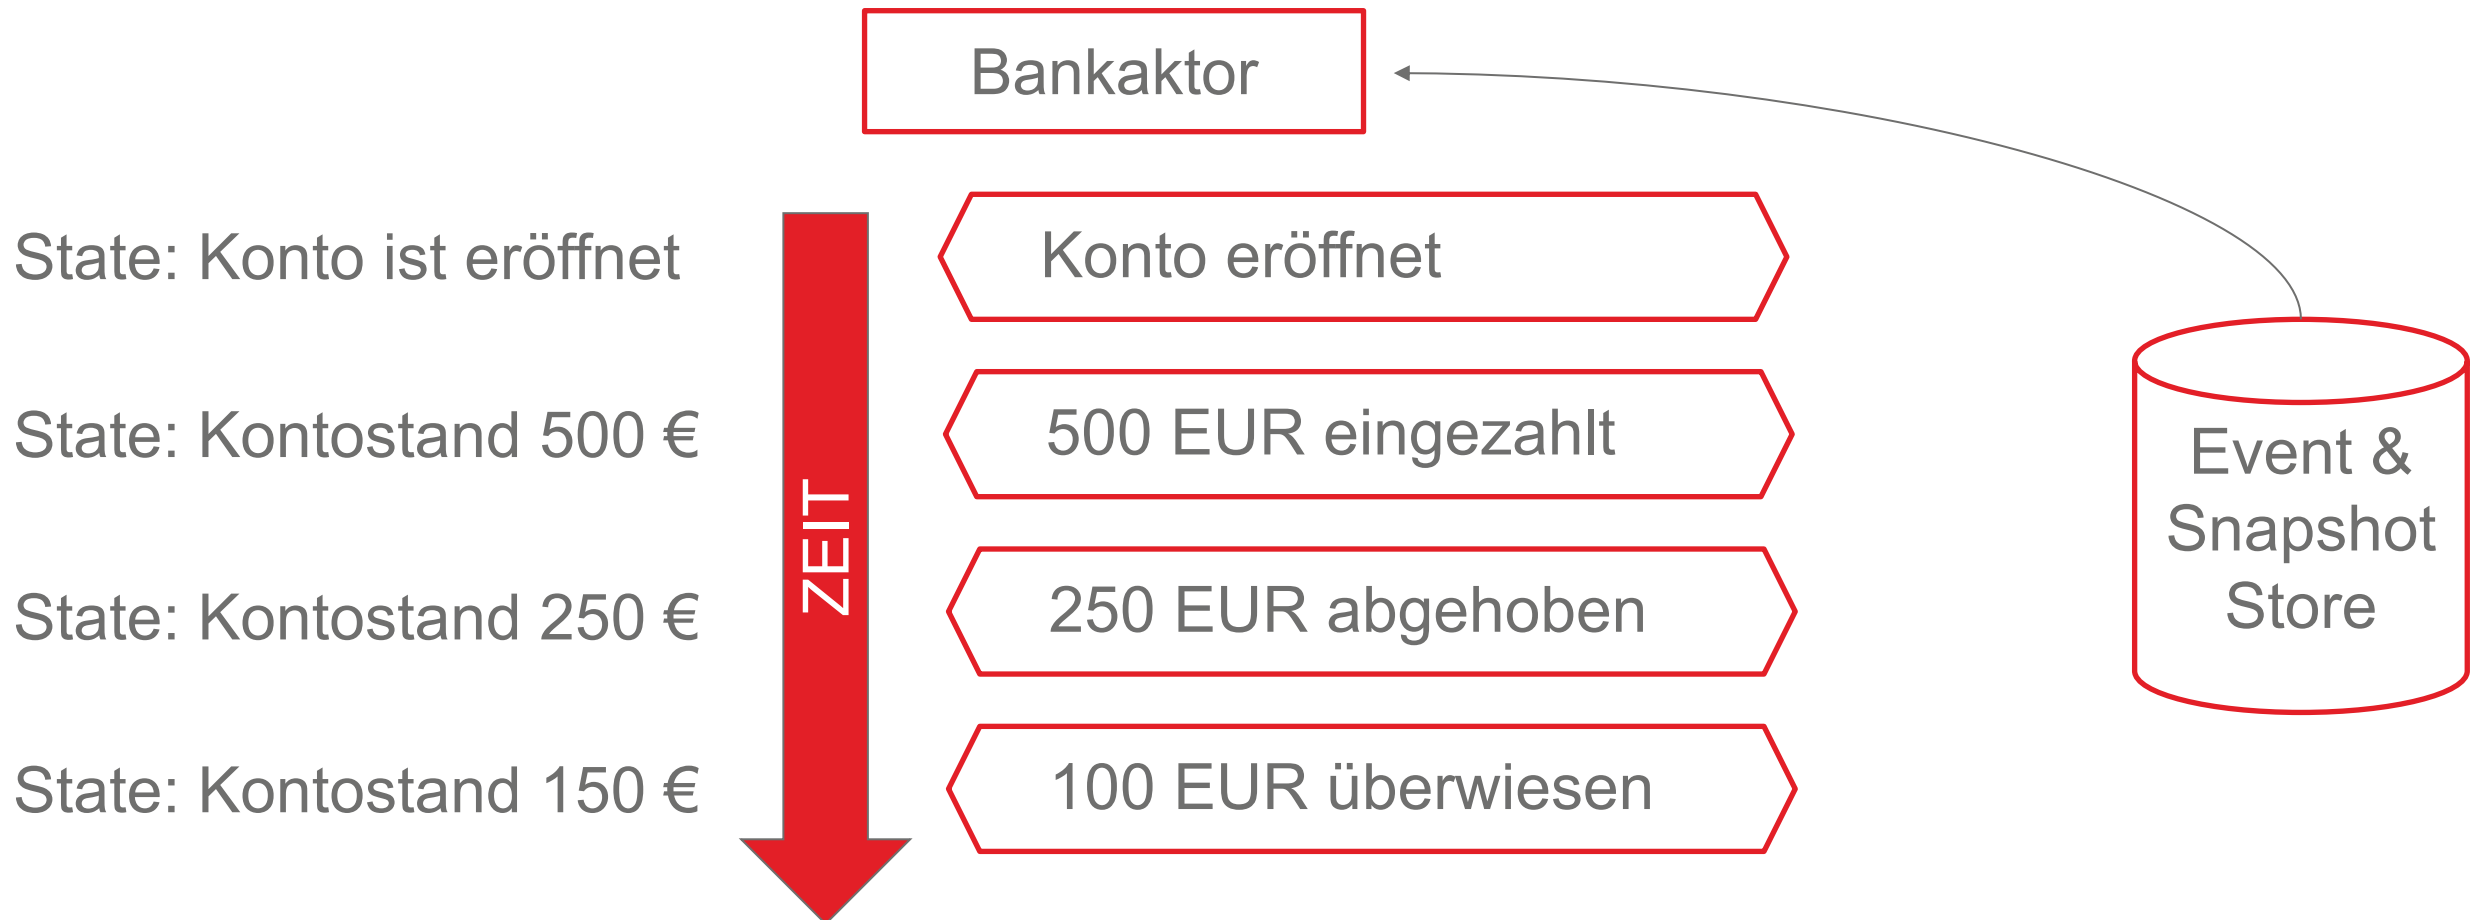 Bankaktor
State: Konto ist eröffnet
Konto eröffnet
State: Kontostand 500 €
500 EUR eingezahlt
State: Kontostand 250 €
250 EUR abgehoben
State: Kontostand 150 €
100 EUR überwiesen
ZEIT
Event &
Snapshot
Store